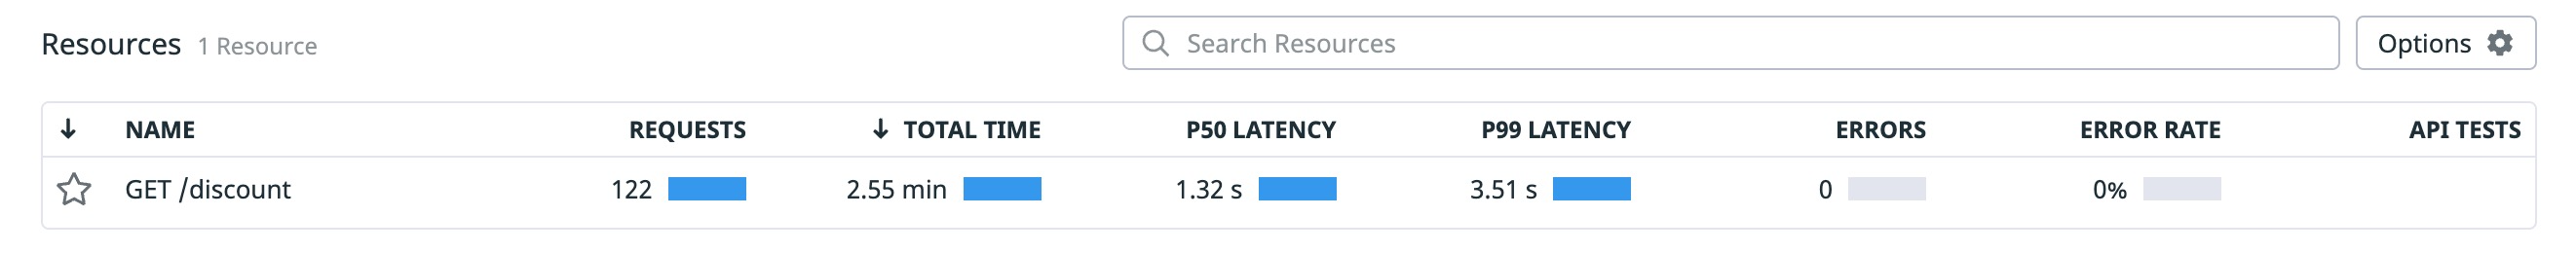 Resources 1 Resource Search Resources Options
NAME REQUESTS TOTAL TIME P50 LATENCY P99 LATENCY ERRORS ERROR RATE API TESTS
GET /discount 122 2.55 min 1.32 s 3.51 s 0 0%